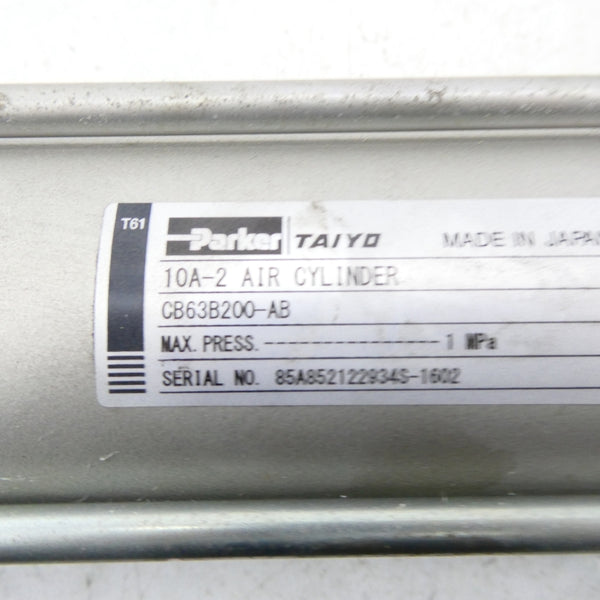 T61
Parker TAIYO MADE IN JAPAN
10A-2 AIR CYLINDER
CB63B200-AB
MAX. PRESS. --------------- 1 MPa
SERIAL NO. 85A852122934S-1602